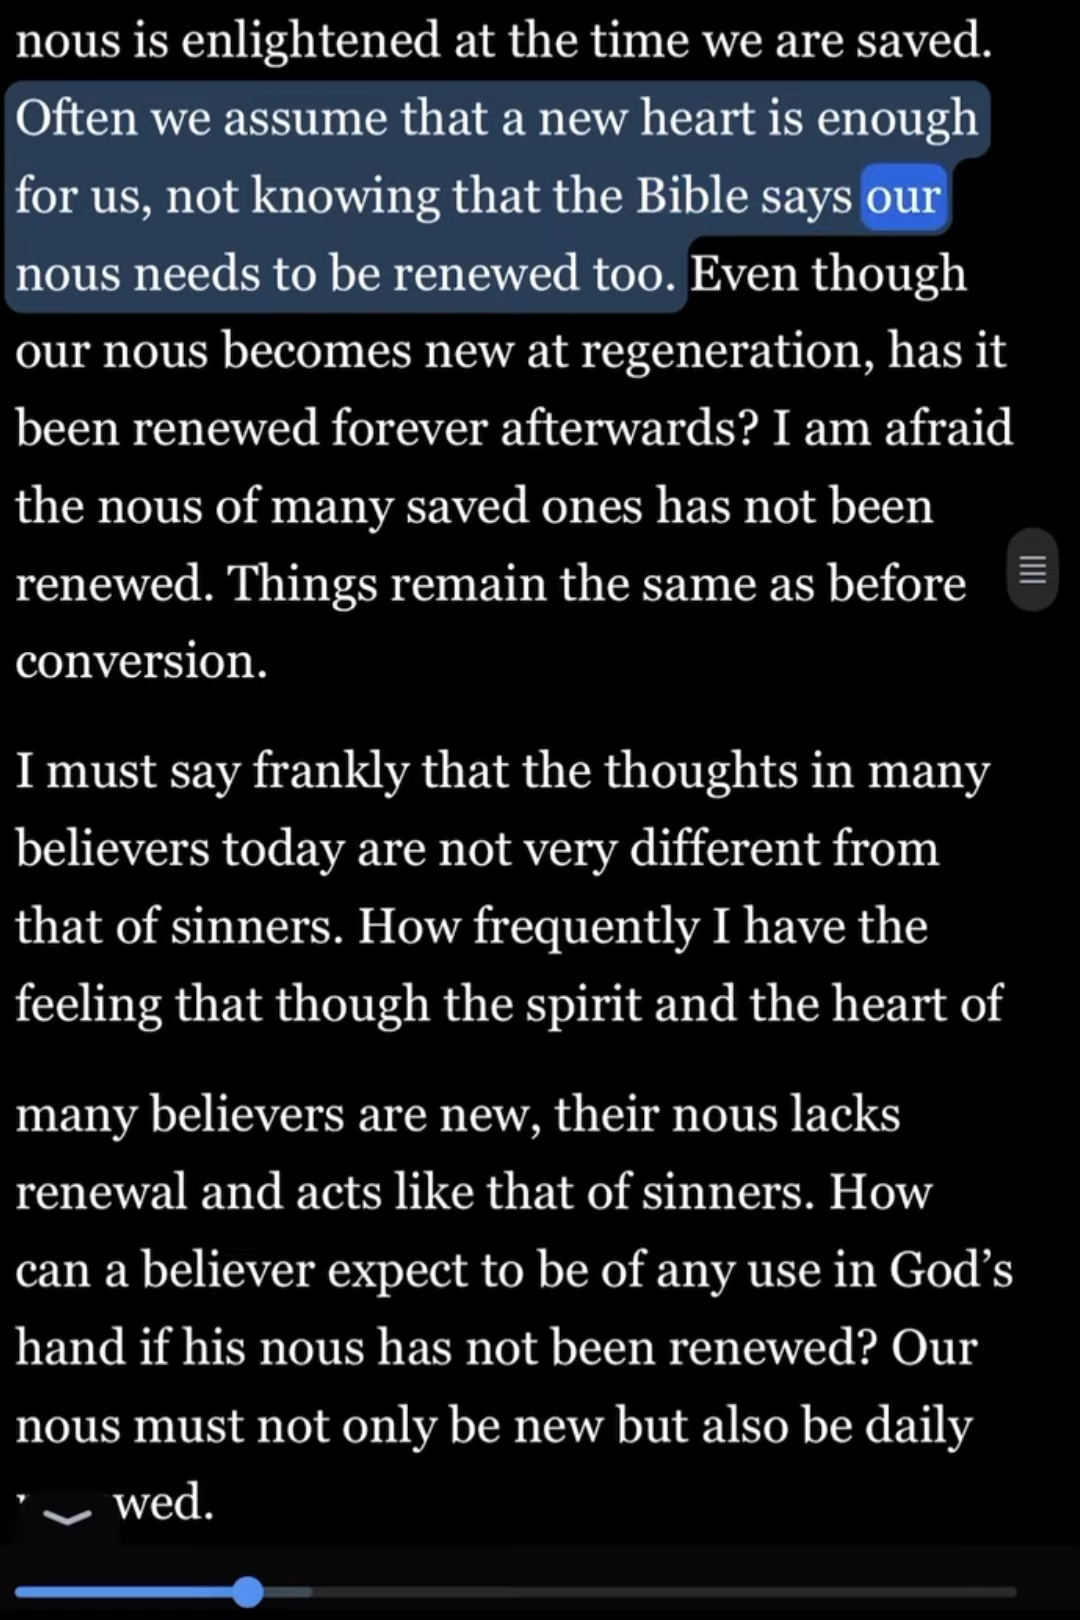 nous is enlightened at the time we are saved.
Often we assume that a new heart is enough
for us, not knowing that the Bible says our
nous needs to be renewed too. Even though
our nous becomes new at regeneration, has it
been renewed forever afterwards? I am afraid
the nous of many saved ones has not been
renewed. Things remain the same as before
conversion.
I must say frankly that the thoughts in many
believers today are not very different from
that of sinners. How frequently I have the
feeling that though the spirit and the heart of
many believers are new, their nous lacks
renewal and acts like that of sinners. How
can a believer expect to be of any use in God’s
hand if his nous has not been renewed? Our
nous must not only be new but also be daily
wed.